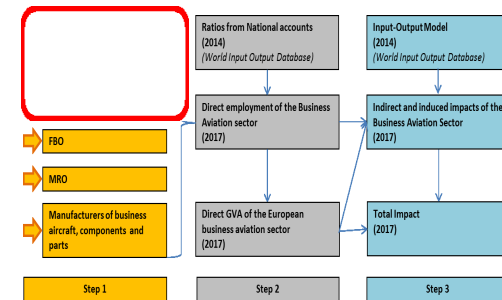 Ratios from National accounts
(2014)
(World Input Output Database)
Input-Output Model
(2014)
(World Input Output Database)
Direct employment of the Business
Aviation sector
(2017)
Indirect and induced impacts of the
Business Aviation Sector
(2017)
FBO
MRO
Manufacturers of business
aircraft, components and
parts
Direct GVA of the European
business aviation sector
(2017)
Total Impact
(2017)
Step 1
Step 2
Step 3